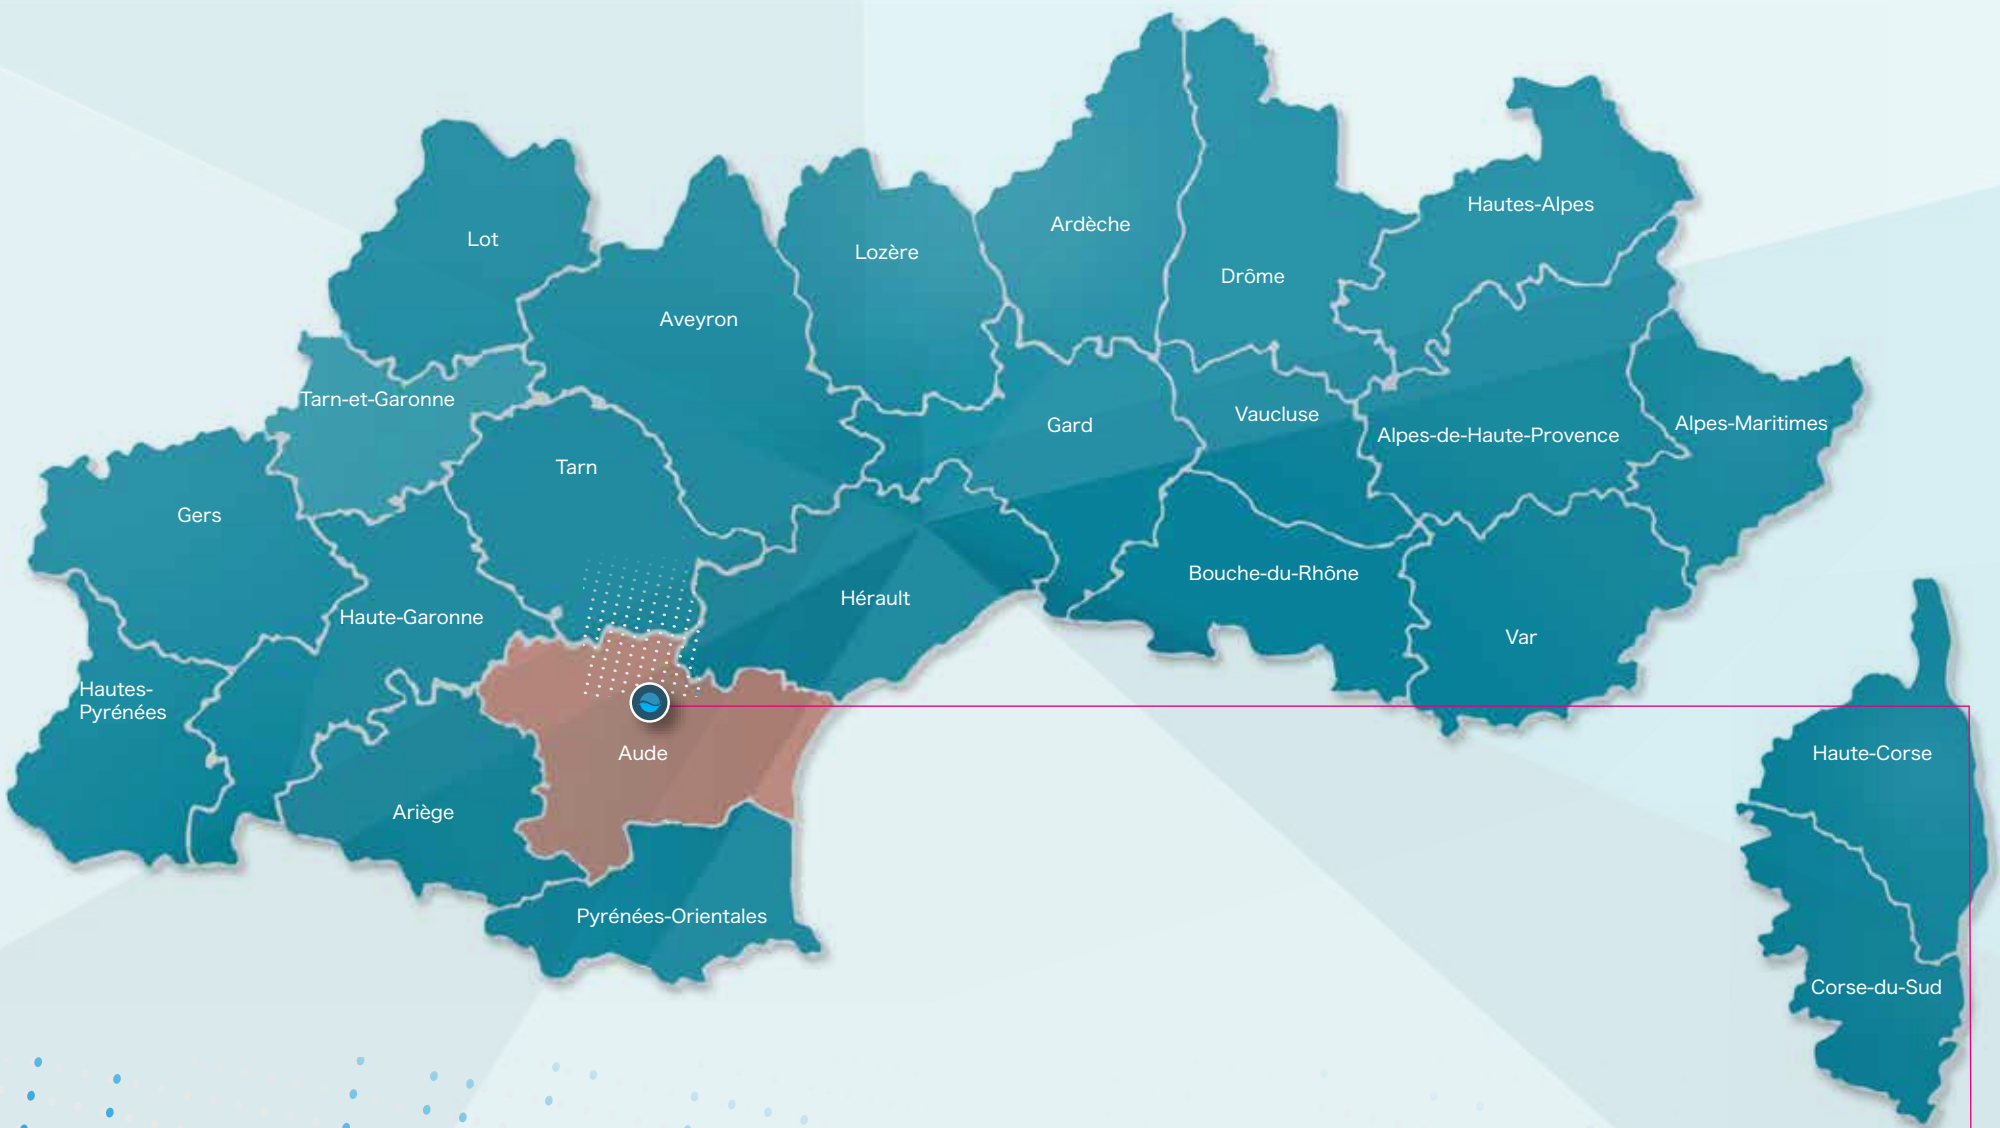 Hautes-Alpes
Ardèche
Lot
Lozère
Drôme
Aveyron
Tarn-et-Garonne
Vaucluse
Gard
Alpes-Maritimes
Alpes-de-Haute-Provence
Tarn
Gers
Bouche-du-Rhône
Hérault
Haute-Garonne
Var
Hautes-
Pyrénées
Aude
Haute-Corse
Ariège
Pyrénées-Orientales
Corse-du-Sud